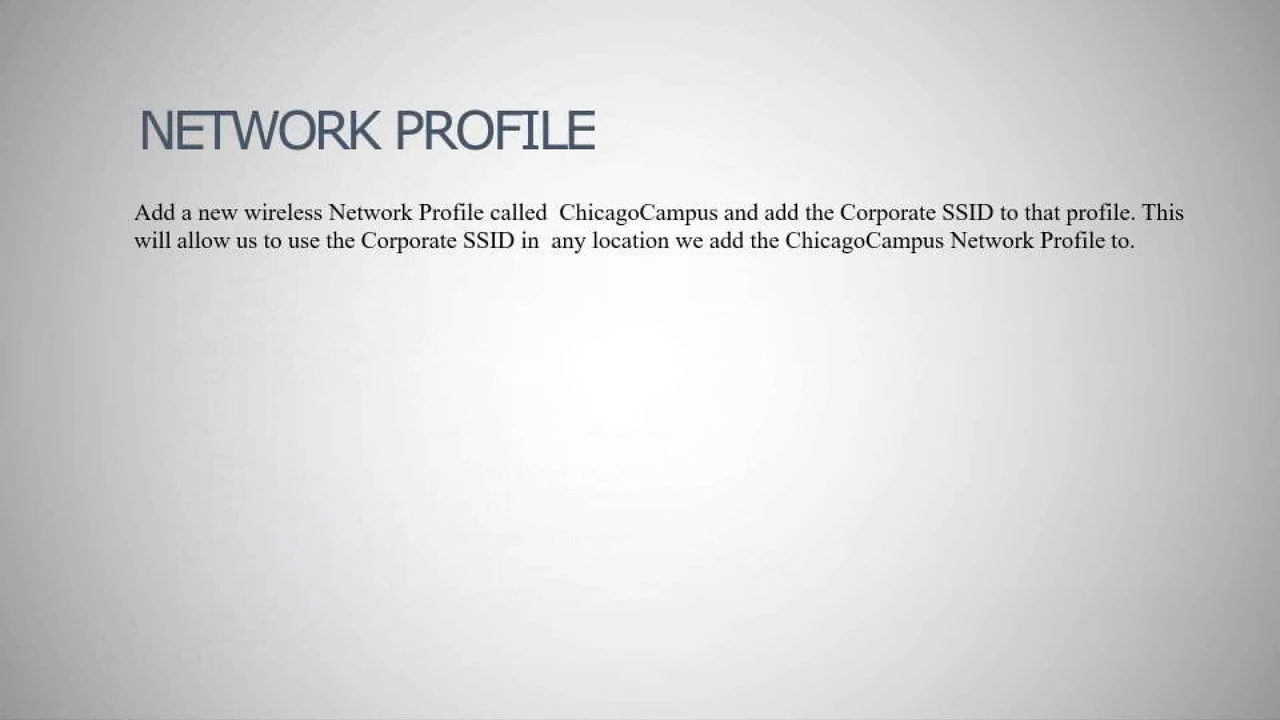 NETWORK PROFILE
Add a new wireless Network Profile called  ChicagoCampus and add the Corporate SSID to that profile. This
will allow us to use the Corporate SSID in  any location we add the ChicagoCampus Network Profile to.